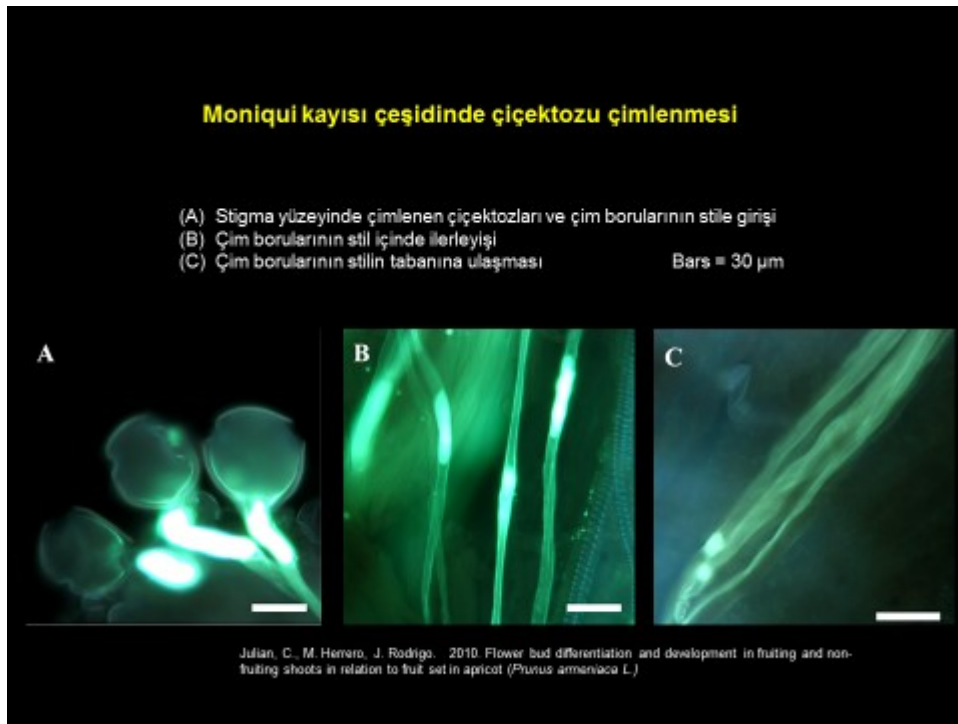 Moniqui kayısı çeşidinde çiçektozu çimlenmesi
(A) Stigma yüzeyinde çimlenen çiçektozları ve çim borularının stile girişi
(B) Çim borularının stil içinde ilerleyişi
(C) Çim borularının stilin tabanına ulaşması Bars = 30 µm
A B C
Julian, C., M. Herrero, J. Rodrigo. 2010. Flower bud differentiation and development in fruiting and non-
fruiting shoots in relation to fruit set in apricot (Prunus armeniaca L.)